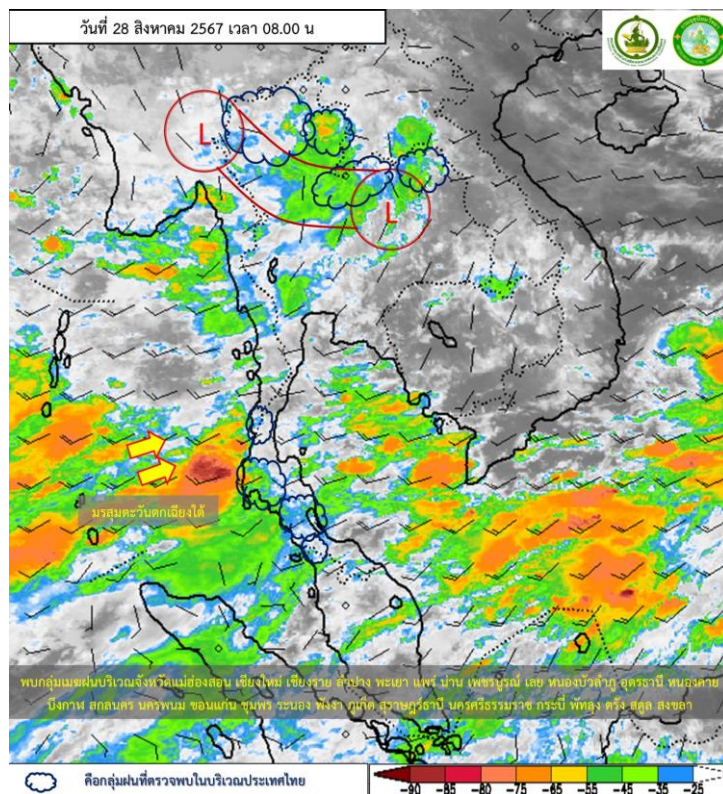 วันที่ 28 สิงหาคม 2567 เวลา 08.00 น
L
L
มรสุมตะวันตกเฉียงใต้
พบกลุ่มเมฆฝนบริเวณจังหวัดแม่ฮ่องสอน เชียงใหม่ เชียงราย ลำปาง พะเยา แพร่ น่าน เพชรบูรณ์ เลย หนองบัวลำภู อุดรธานี หนองคาย
บึงกาฬ สกลนคร นครพนม ขอนแก่น ชุมพร ระนอง พังงา ภูเก็ต สุราษฎร์ธานี นครศรีธรรมราช กระบี่ พัทลุง ตรัง สตูล สงขลา
คือกลุ่มฝนที่ตรวจพบในบริเวณประเทศไทย
-90 -85 -80 -75 -65 -55 -45 -35 -25